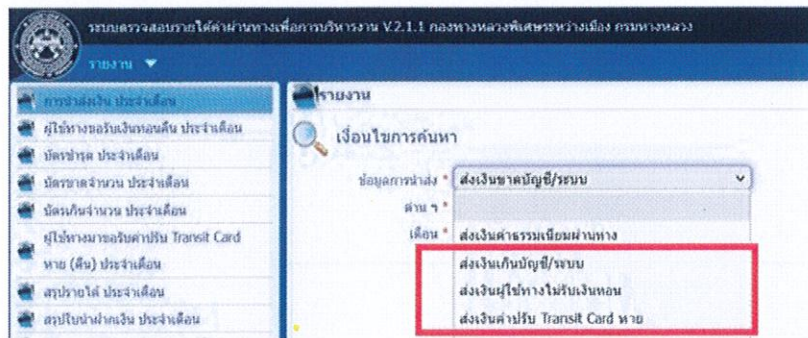 ระบบตรวจสอบรายได้ค่าผ่านทางเพื่อการบริหารงาน V.2.1.1 กองทางหลวงพิเศษระหว่างเมือง กรมทางหลวง
รายงาน
การนำส่งเงิน ประจำเดือน
ผู้ใช้ทางขอรับเงินทอนคืน ประจำเดือน
บัตรชำรุด ประจำเดือน
บัตรขาดจำนวน ประจำเดือน
บัตรเกินจำนวน ประจำเดือน
ผู้ใช้ทางมาขอรับค่าปรับ Transit Card
หาย (คืน) ประจำเดือน
สรุปรายได้ ประจำเดือน
สรุปใบนำฝากเงิน ประจำเดือน
รายงาน
เงื่อนไขการค้นหา
ข้อมูลการนำส่ง * ส่งเงินขาดบัญชี/ระบบ
ด่าน ๆ *
เดือน * ส่งเงินค่าธรรมเนียมผ่านทาง
ส่งเงินเกินบัญชี/ระบบ
ส่งเงินผู้ใช้ทางไม่รับเงินทอน
ส่งเงินค่าปรับ Transit Card หาย